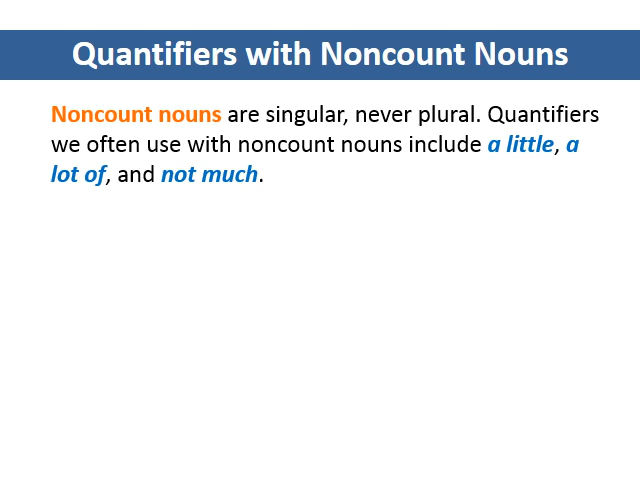 Quantifiers with Noncount Nouns
Noncount nouns are singular, never plural. Quantifiers
we often use with noncount nouns include a little, a
lot of, and not much.